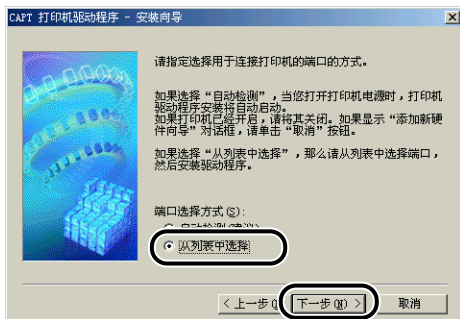 CAPT 打印机驱动程序 - 安装向导
请指定选择用于连接打印机的端口的方式。
如果选择“自动检测”，当您打开打印机电源时，打印机
驱动程序安装将自动启动。
如果打印机已经开启，请将其关闭。如果显示“添加新硬
件向导”对话框，请单击“取消”按钮。
如果选择“从列表中选择”，那么请从列表中选择端口，
然后安装驱动程序。
端口选择方式(S):
自动检测(建议)
从列表中选择
< 上一步 下一步(N) > 取消